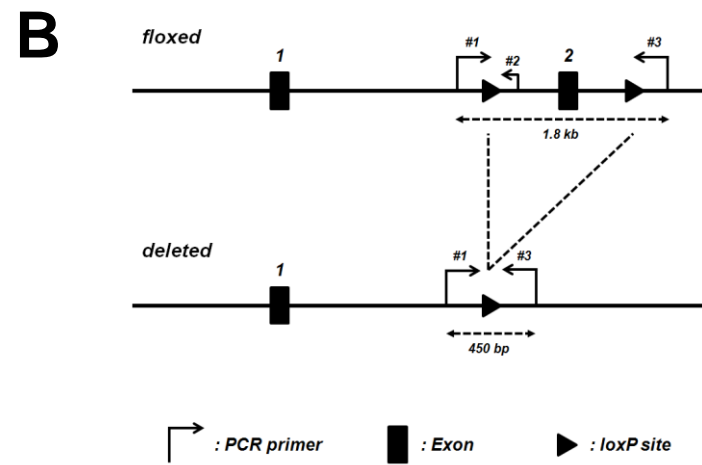 B
floxed
1
#1
#2
2
#3
1.8 kb
deleted
1
#1
#3
450 bp
: PCR primer : Exon : loxP site